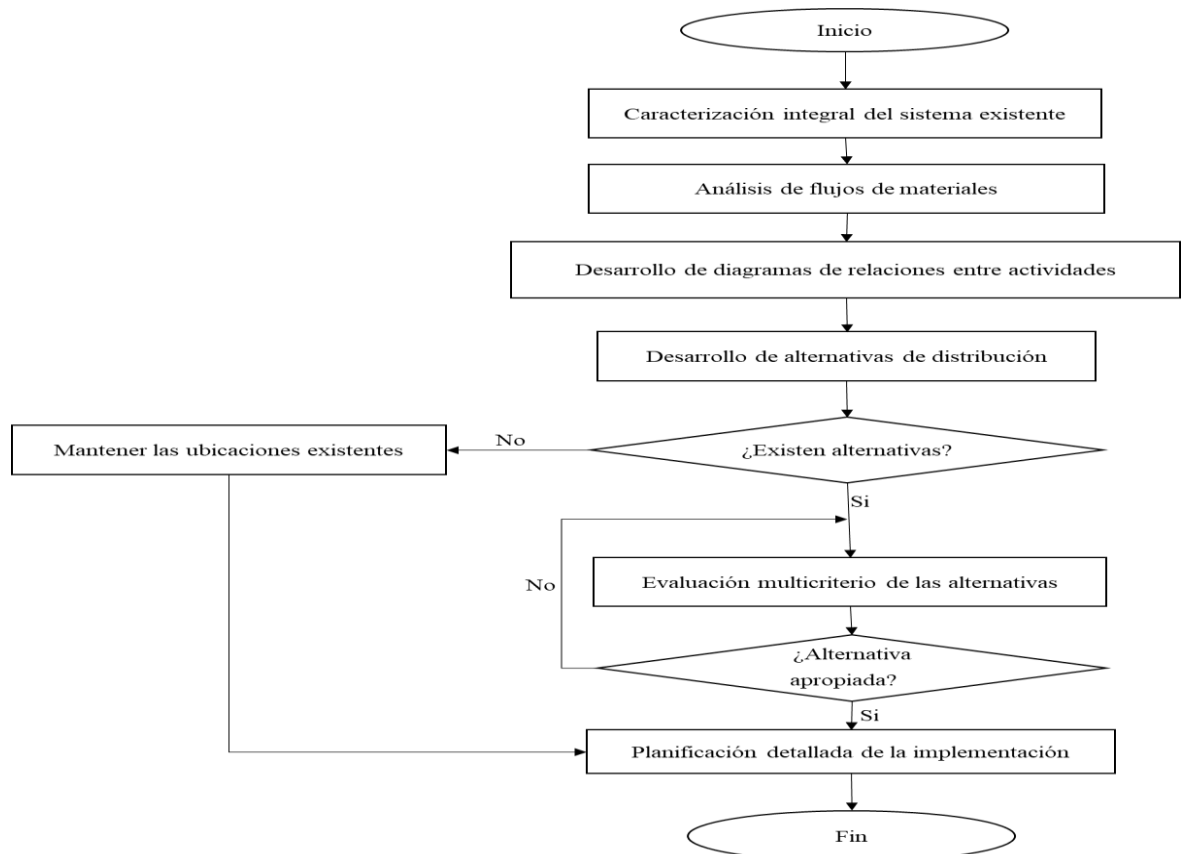 Inicio
Caracterización integral del sistema existente
Análisis de flujos de materiales
Desarrollo de diagramas de relaciones entre actividades
Desarrollo de alternativas de distribución
¿Existen alternativas?
No
Mantener las ubicaciones existentes
Si
Evaluación multicriterio de las alternativas
No
¿Alternativa
apropiada?
Si
Planificación detallada de la implementación
Fin